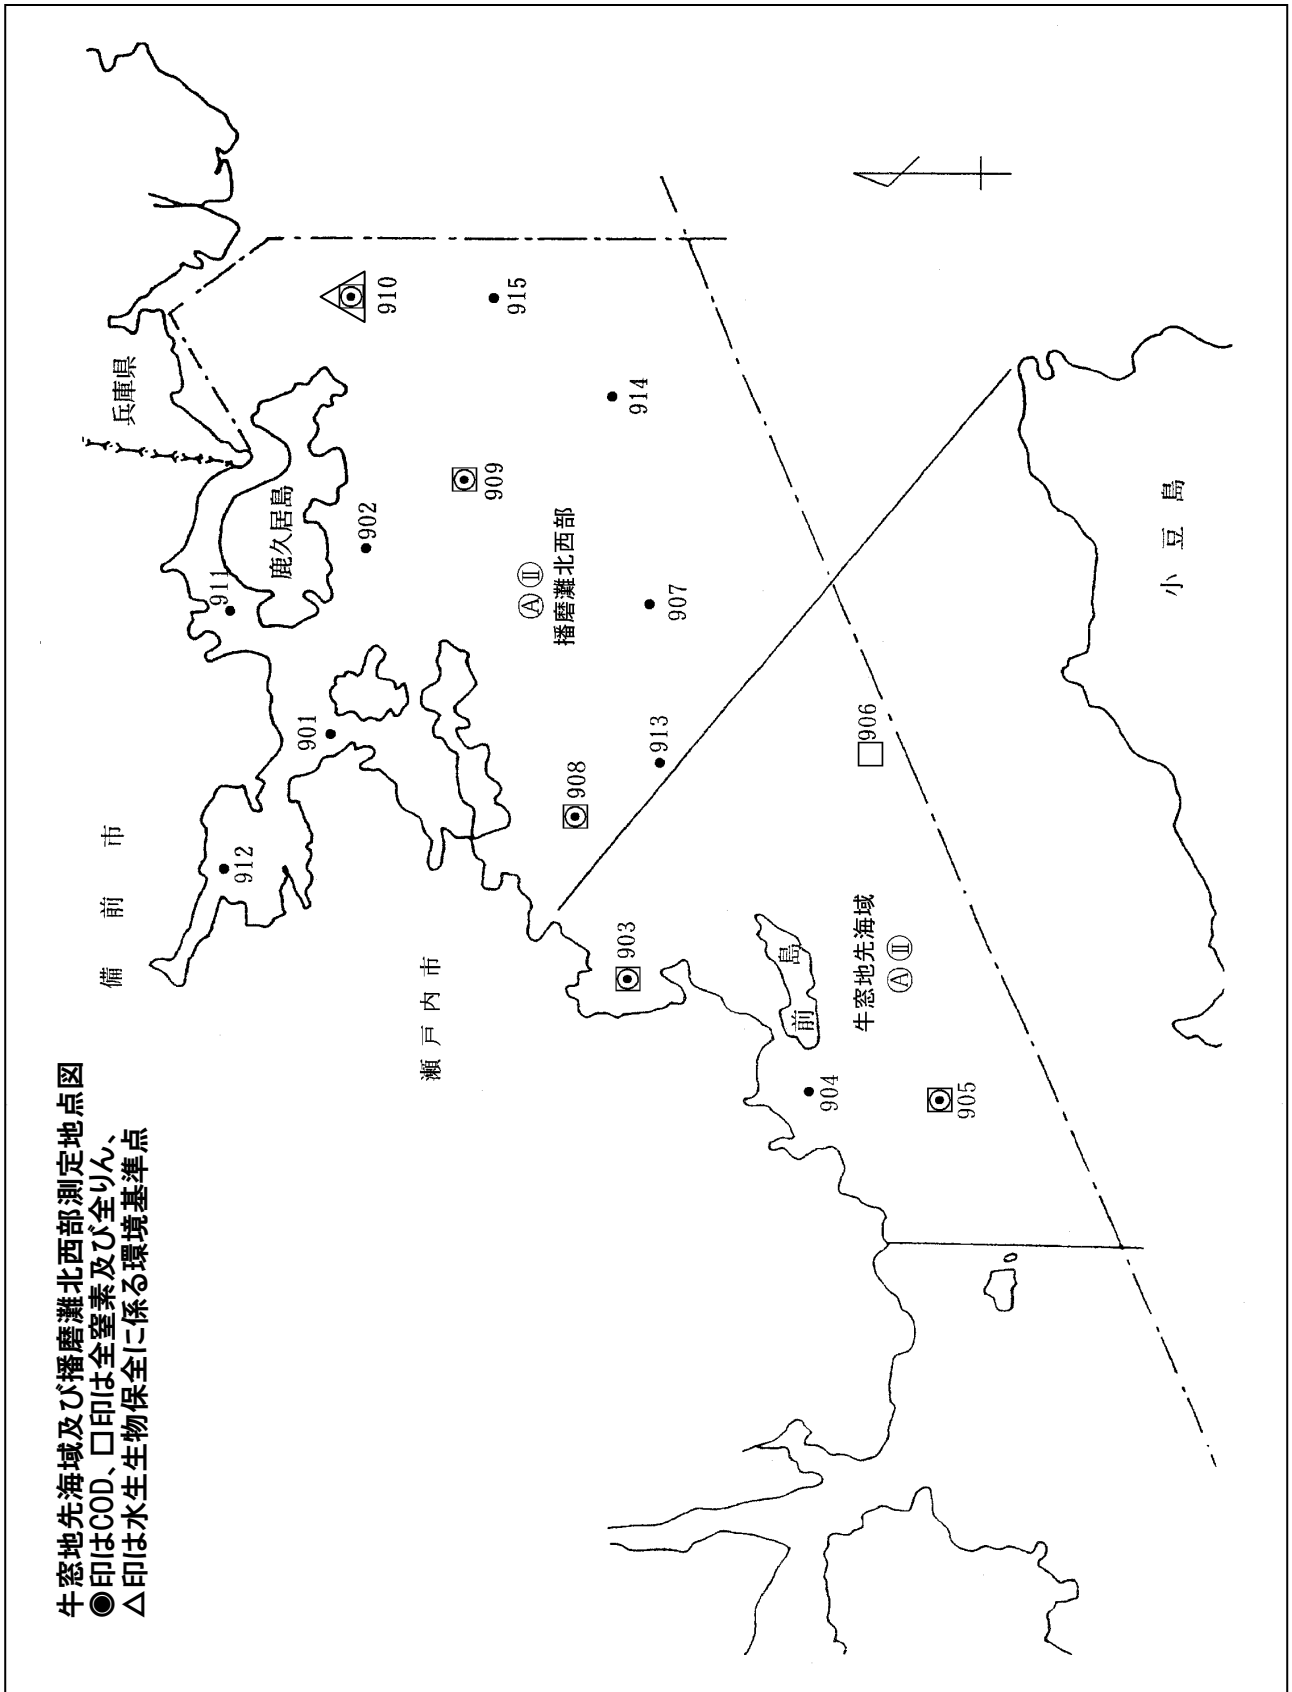 牛窓地先海域及び播磨灘北西部測定地点図
◉印はCOD、□印は全窒素及び全りん、
△印は水生生物保全に係る環境基準点
備前市
兵庫県
瀬戸内市
鹿久居島
911
912
901
902
910
915
909
914
Ⓐ Ⅱ
播磨灘北西部
907
908
913
903
906
前島
牛窓地先海域
Ⓐ Ⅱ
904
905
小豆島